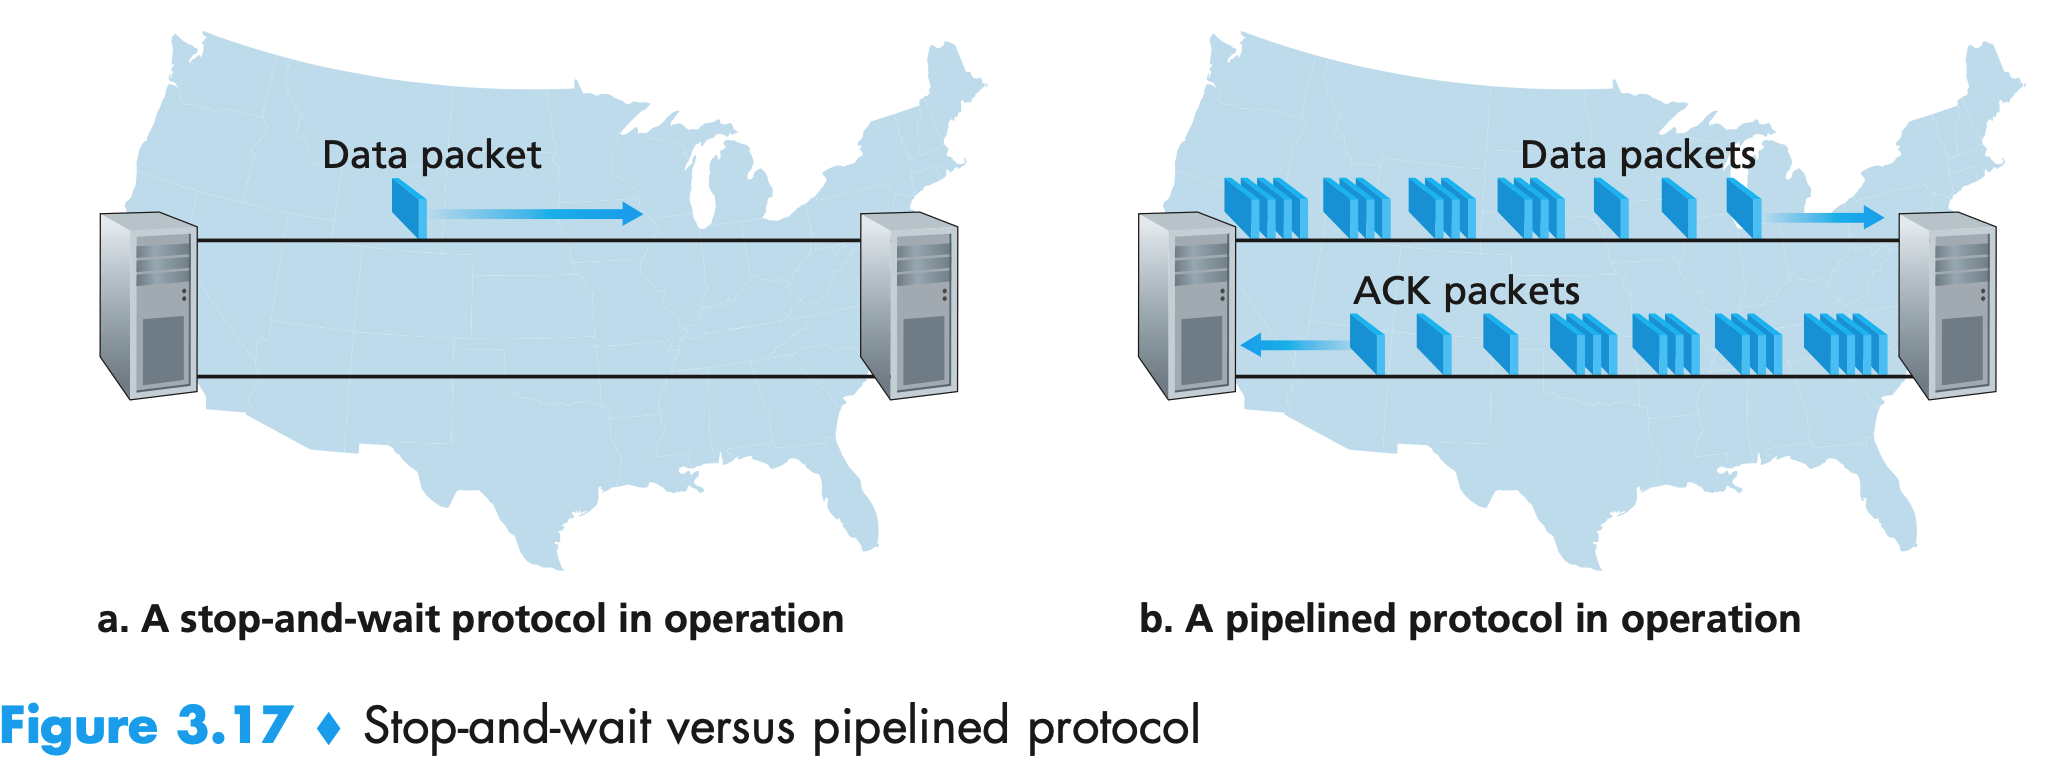 Data packet
Data packets
ACK packets
a. A stop-and-wait protocol in operation
b. A pipelined protocol in operation
Figure 3.17 ♦ Stop-and-wait versus pipelined protocol